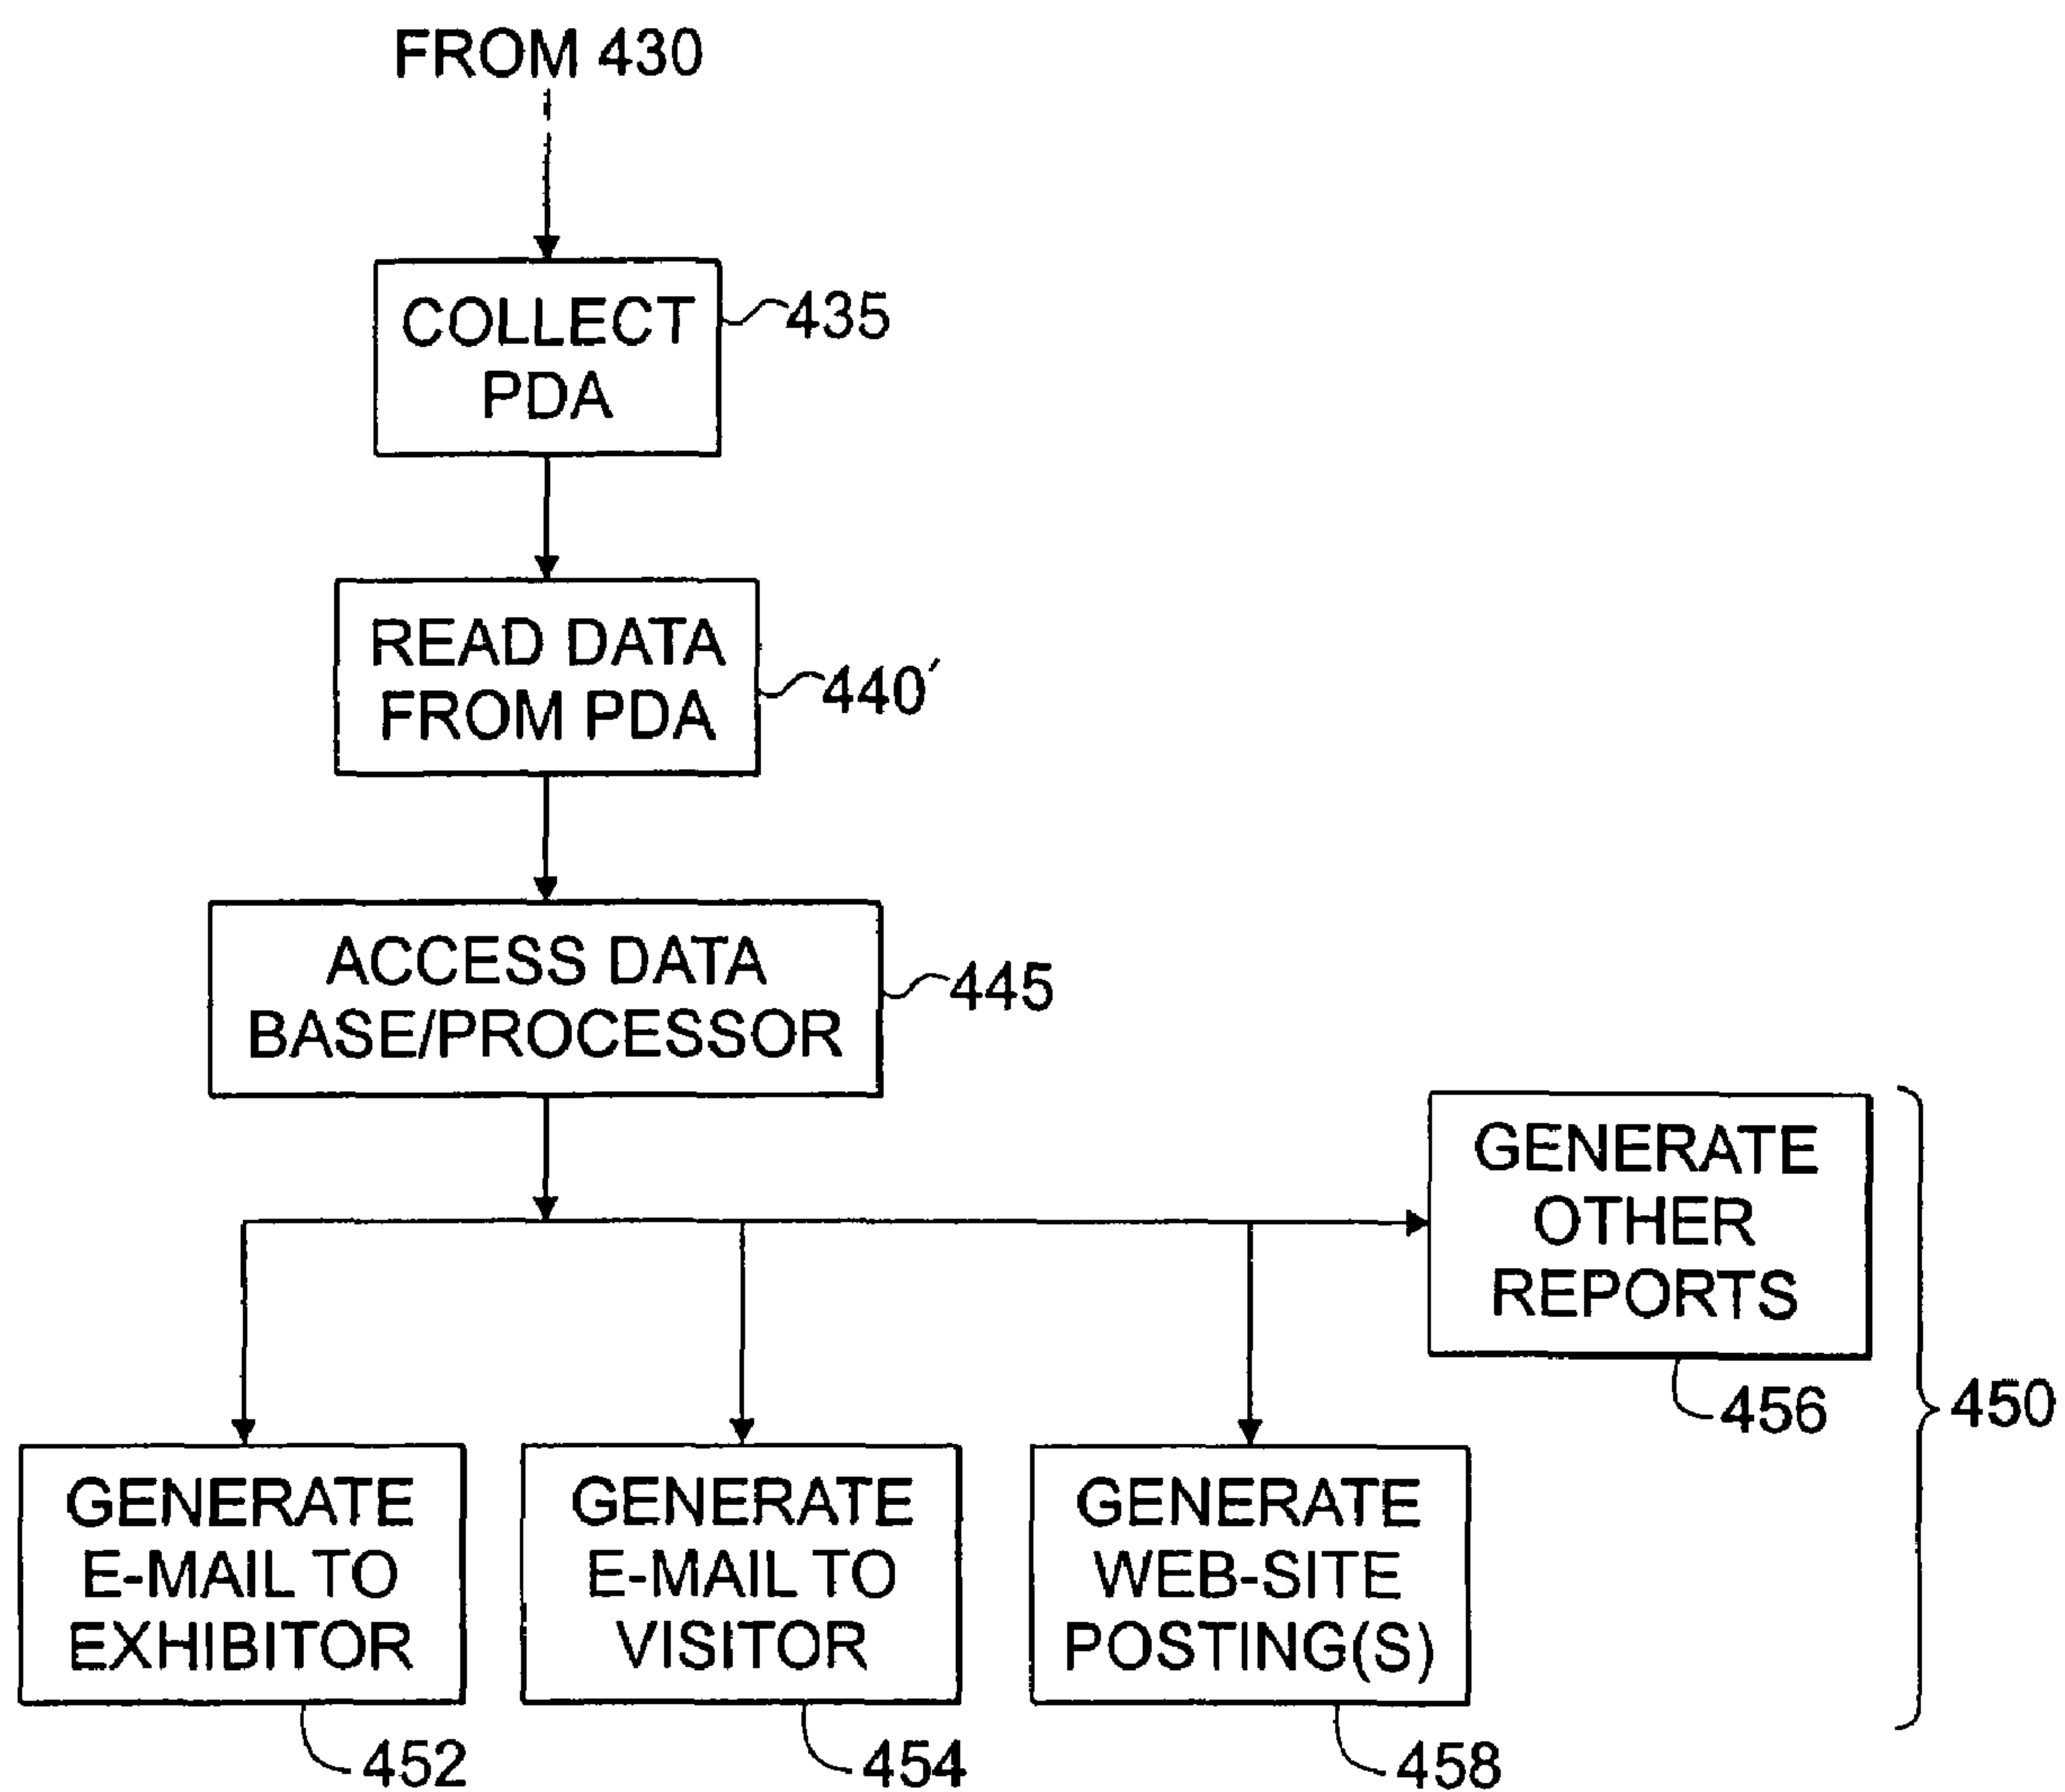 FROM 430
COLLECT
PDA
435
READ DATA
FROM PDA
440'
ACCESS DATA
BASE/PROCESSOR
445
GENERATE
OTHER
REPORTS
456
450
GENERATE
E-MAIL TO
EXHIBITOR
452
GENERATE
E-MAIL TO
VISITOR
454
GENERATE
WEB-SITE
POSTING(S)
458